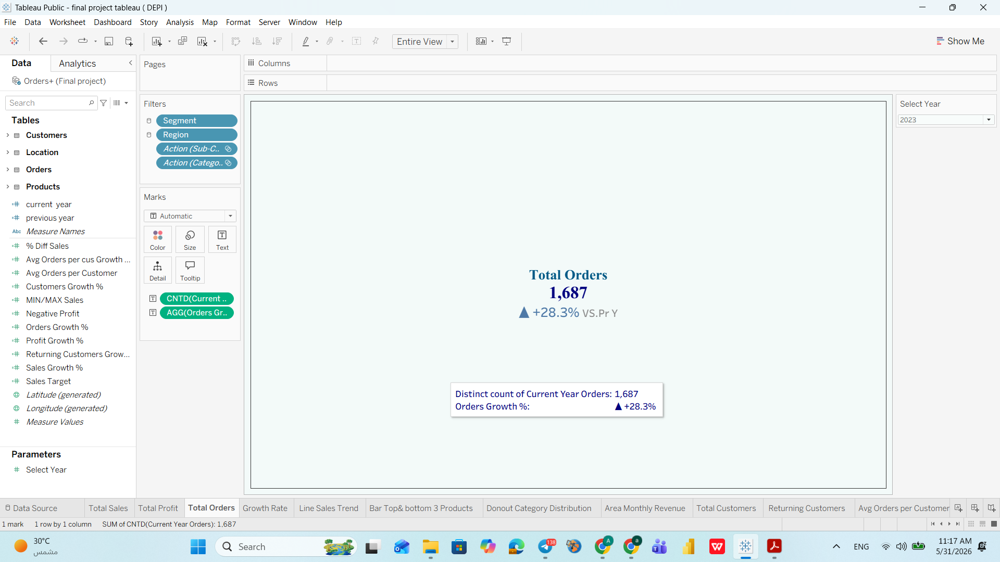 Tableau Public - final project tableau ( DEPI )
File Data Worksheet Dashboard Story Analysis Map Format Server Window Help
Entire View
Show Me
Data
Analytics
Orders+ (Final project)
Search
Tables
Customers
Location
Orders
Products
current year
previous year
Abc Measure Names
% Diff Sales
Avg Orders per cus Growth ...
Avg Orders per Customer
Customers Growth %
MIN/MAX Sales
Negative Profit
Orders Growth %
Profit Growth %
Returning Customers Grow...
Sales Growth %
Sales Target
Latitude (generated)
Longitude (generated)
Measure Values
Parameters
Select Year
Pages
Filters
Segment
Region
Action (Sub-C..
Action (Catego..
Marks
Automatic
Color
Size
Text
Detail
Tooltip
CNTD(Current ..
AGG(Orders Gr..
Columns
Rows
Total Orders
1,687
▲ +28.3% VS.Pr Y
Distinct count of Current Year Orders: 1,687
Orders Growth %: ▲ +28.3%
Select Year
2023
Data Source
Total Sales
Total Profit
Total Orders
Growth Rate
Line Sales Trend
Bar Top& bottom 3 Products
Donout Category Distribution
Area Monthly Revenue
Total Customers
Returning Customers
Avg Orders per Customer
1 mark
1 row by 1 column
SUM of CNTD(Current Year Orders): 1,687
30°C
مشمس
Search
138
A
a
ENG
11:17 AM
5/31/2026